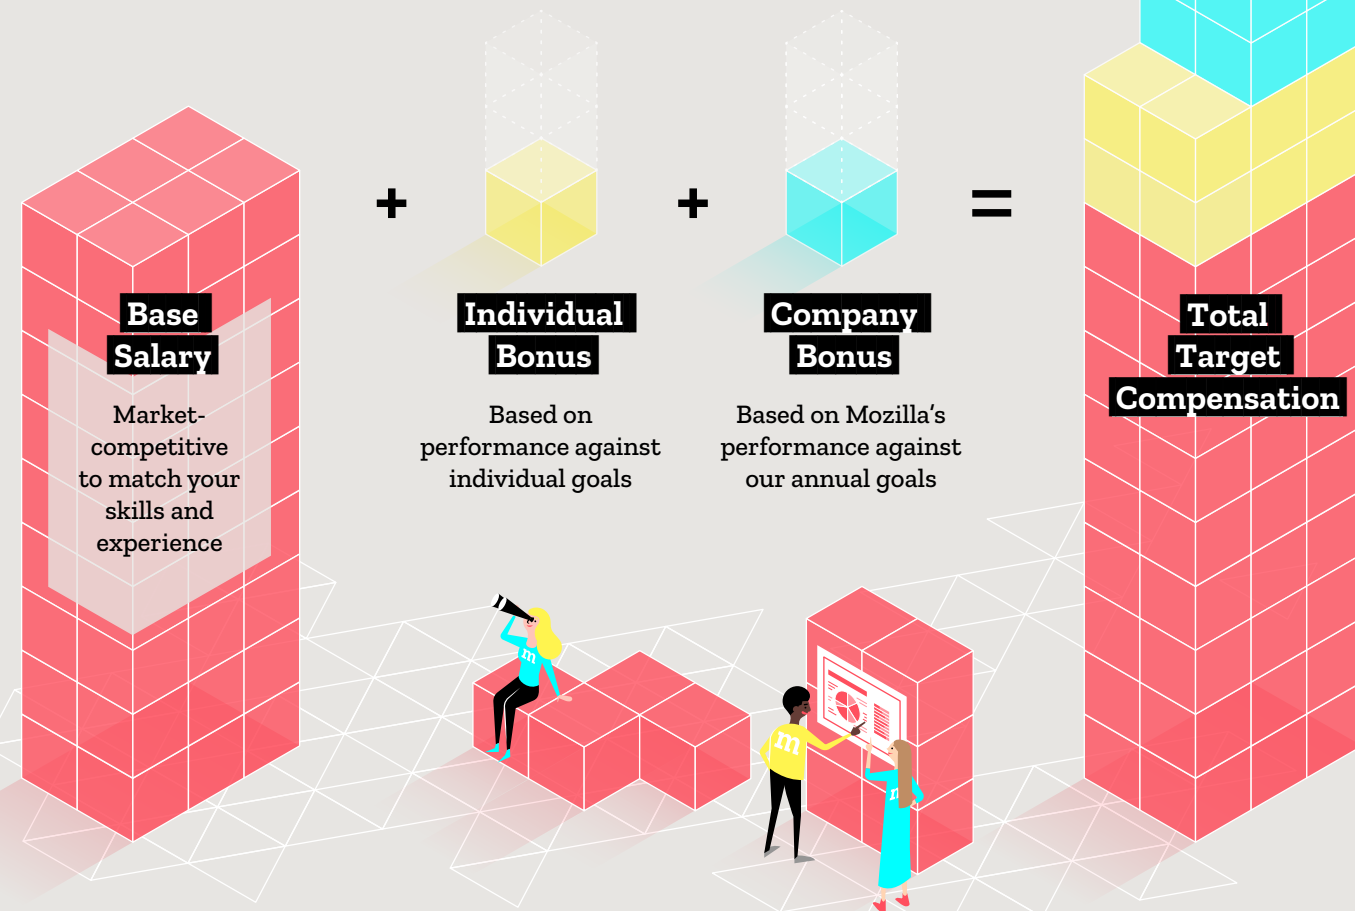 +
+
=
Base
Salary
Market-
competitive
to match your
skills and
experience
Individual
Bonus
Based on
performance against
individual goals
Company
Bonus
Based on Mozilla’s
performance against
our annual goals
Total
Target
Compensation
m
m
m